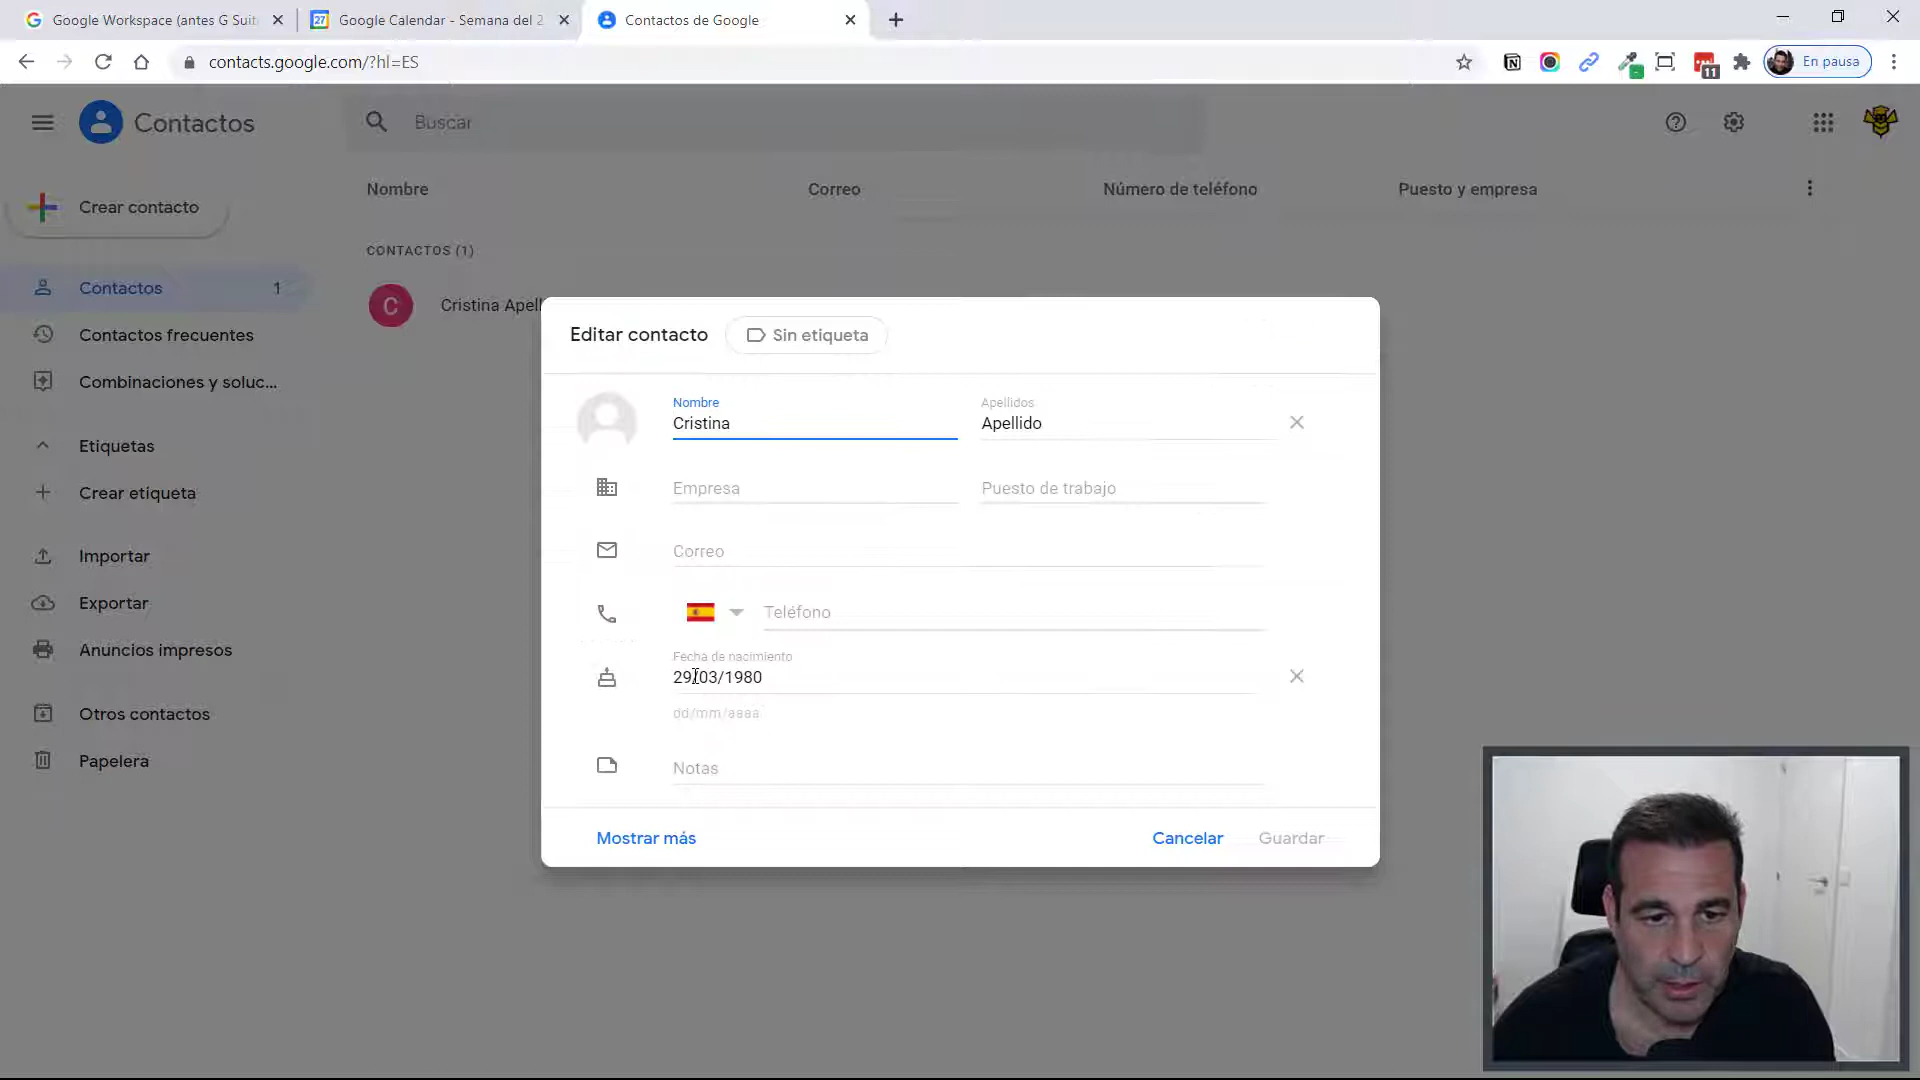 Google Workspace (antes G Suit
Google Calendar - Semana del 2
Contactos de Google
contacts.google.com/?hl=ES
11
En pausa
27
Contactos
Buscar
Nombre
Correo
Número de teléfono
Puesto y empresa
Crear contacto
CONTACTOS (1)
Contactos
1
C
Cristina Apell
Contactos frecuentes
Combinaciones y soluc...
Etiquetas
Crear etiqueta
Importar
Exportar
Anuncios impresos
Otros contactos
Papelera
Editar contacto
Sin etiqueta
Nombre
Cristina
Apellidos
Apellido
Empresa
Puesto de trabajo
Correo
Teléfono
Fecha de nacimiento
29/03/1980
dd/mm/aaaa
Notas
Mostrar más
Cancelar
Guardar